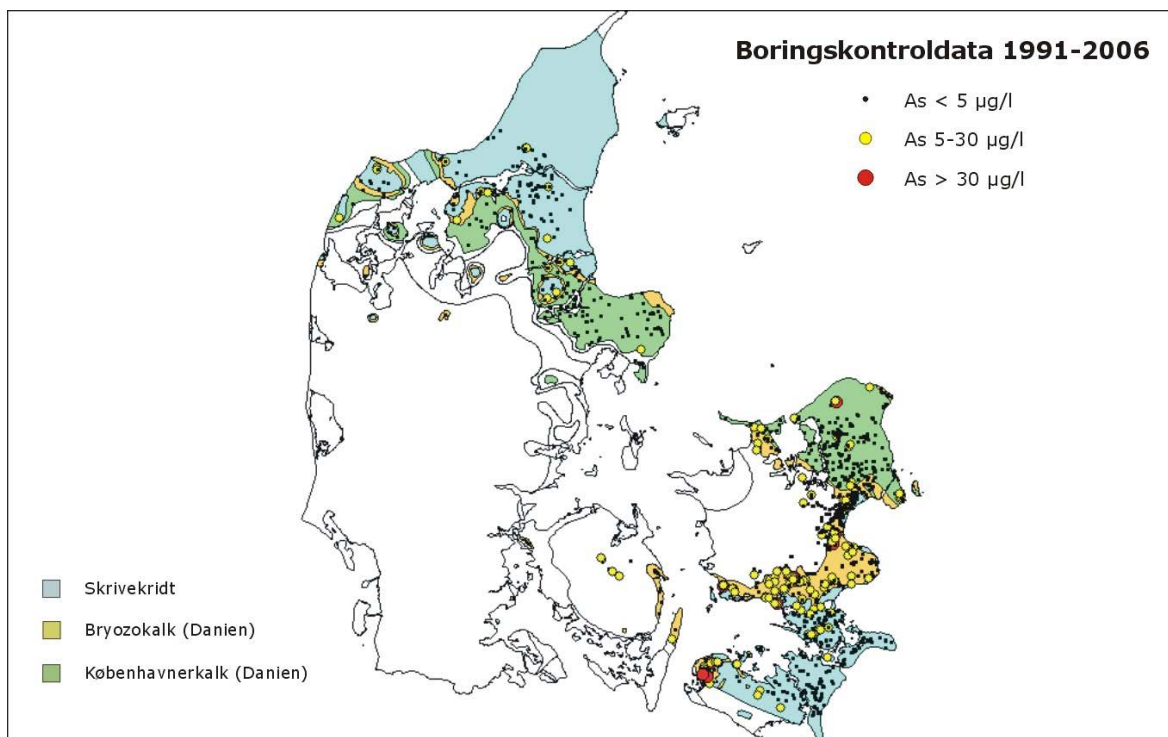 Boringskontroldata 1991-2006
As < 5 µg/l
As 5-30 µg/l
As > 30 µg/l
Skrivekridt
Bryozokalk (Danien)
Københavnerkalk (Danien)